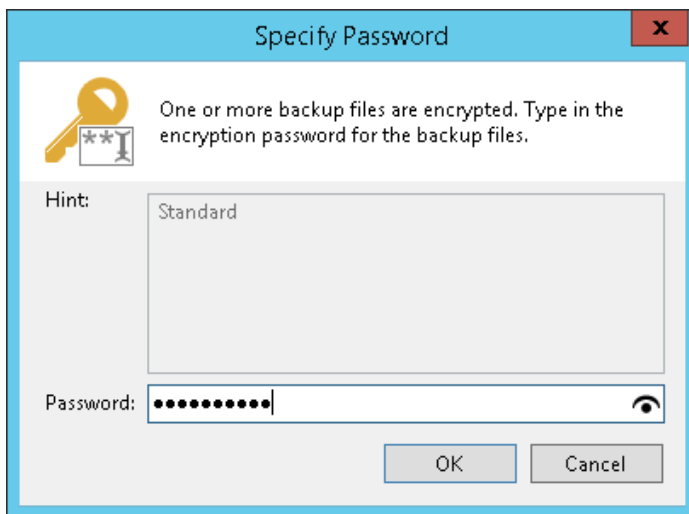 Specify Password
x
One or more backup files are encrypted. Type in the
encryption password for the backup files.
**
Hint:
Standard
Password: ●●●●●●●●●●
OK Cancel